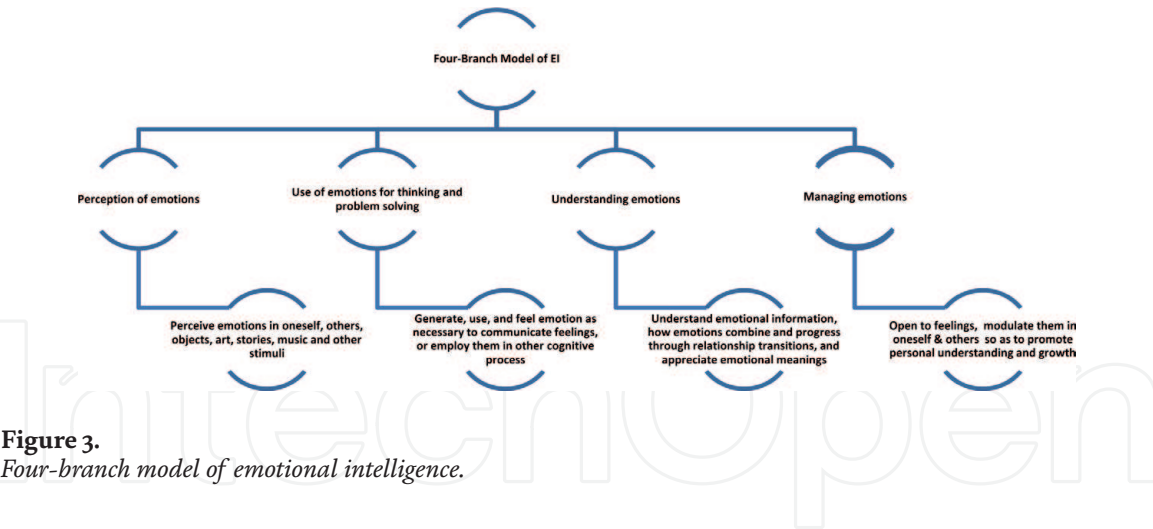 Four-Branch Model of EI
Perception of emotions
Use of emotions for thinking and
problem solving
Understanding emotions
Managing emotions
Perceive emotions in oneself, others,
objects, art, stories, music and other
stimuli
Generate, use, and feel emotion as
necessary to communicate feelings,
or employ them in other cognitive
process
Understand emotional information,
how emotions combine and progress
through relationship transitions, and
appreciate emotional meanings
Open to feelings, modulate them in
oneself & others so as to promote
personal understanding and growth
IntechOpen
Figure 3.
Four-branch model of emotional intelligence.